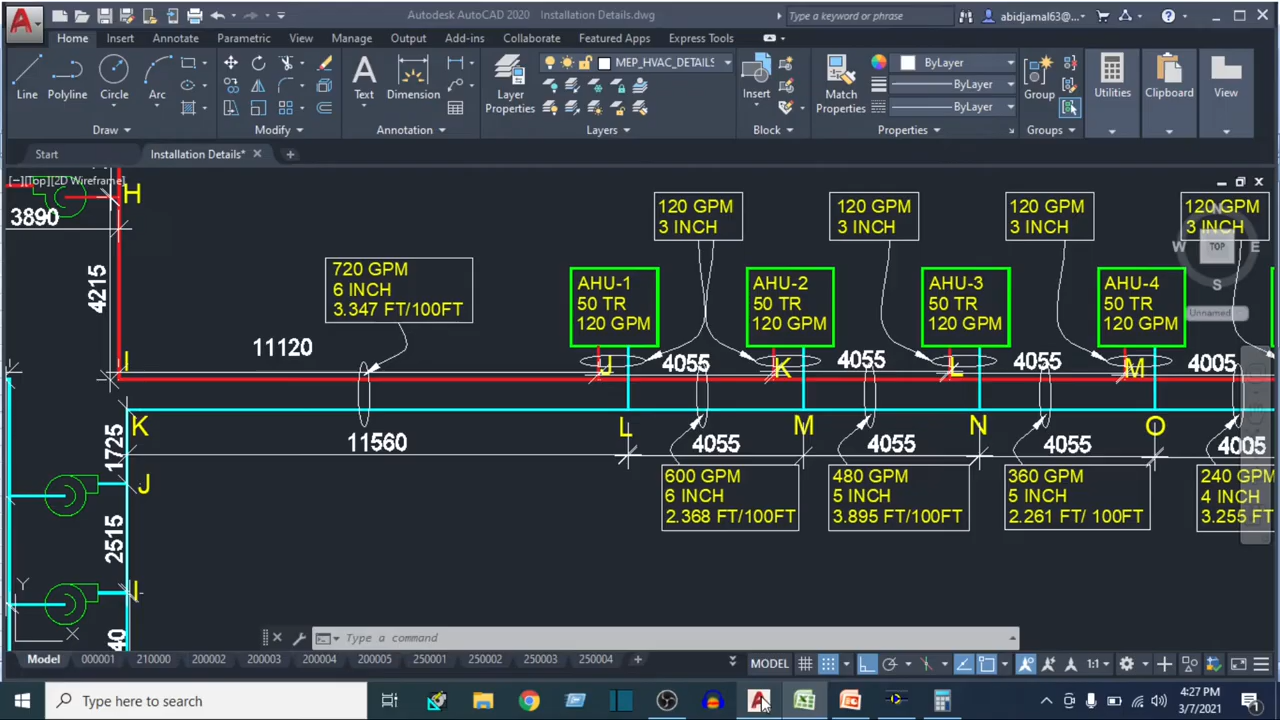 Autodesk AutoCAD 2020 Installation Details.dwg
Type a keyword or phrase
abidjamal63@...
Home Insert Annotate Parametric View Manage Output Add-ins Collaborate Featured Apps Express Tools
MEP_HVAC_DETAILS
ByLayer
ByLayer
ByLayer
Line Polyline Circle Arc Text Dimension Layer Properties Insert Match Properties Group Utilities Clipboard View
Draw Modify Annotation Layers Block Properties Groups
Start Installation Details*
[−][Top][2D Wireframe]
H
3890
4215
I
11120
720 GPM
6 INCH
3.347 FT/100FT
120 GPM
3 INCH
120 GPM
3 INCH
120 GPM
3 INCH
120 GPM
3 INCH
N
W TOP E
S
Unnamed
AHU-1
50 TR
120 GPM
AHU-2
50 TR
120 GPM
AHU-3
50 TR
120 GPM
AHU-4
50 TR
120 GPM
J 4055 K 4055 L M 4005
K L M N O
1725
11560 4055 4055 4055 4005
J
600 GPM
6 INCH
2.368 FT/100FT
480 GPM
5 INCH
3.895 FT/100FT
360 GPM
5 INCH
2.261 FT/ 100FT
240 GPM
4 INCH
3.255 FT
2515
I
40
Y
X
Type a command
Model 000001 210000 200002 200003 200004 200005 250001 250002 250003 250004
MODEL
1:1
Type here to search
4:27 PM
3/7/2021
1